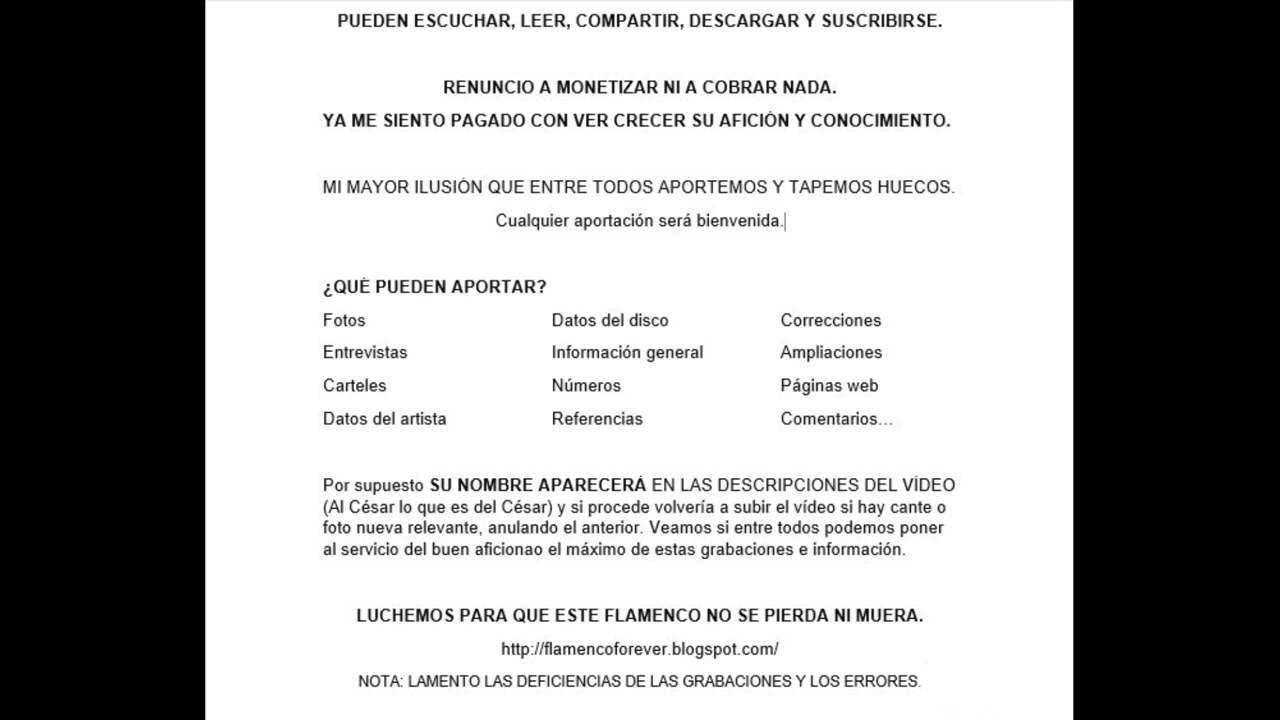 PUEDEN ESCUCHAR, LEER, COMPARTIR, DESCARGAR Y SUSCRIBIRSE.
RENUNCIO A MONETIZAR NI A COBRAR NADA.
YA ME SIENTO PAGADO CON VER CRECER SU AFICIÓN Y CONOCIMIENTO.
MI MAYOR ILUSIÓN QUE ENTRE TODOS APORTEMOS Y TAPEMOS HUECOS.
Cualquier aportación será bienvenida.
¿QUÉ PUEDEN APORTAR?
Fotos Datos del disco Correcciones
Entrevistas Información general Ampliaciones
Carteles Números Páginas web
Datos del artista Referencias Comentarios...
Por supuesto SU NOMBRE APARECERÁ EN LAS DESCRIPCIONES DEL VÍDEO
(Al César lo que es del César) y si procede volvería a subir el vídeo si hay cante o
foto nueva relevante, anulando el anterior. Veamos si entre todos podemos poner
al servicio del buen aficionao el máximo de estas grabaciones e información.
LUCHEMOS PARA QUE ESTE FLAMENCO NO SE PIERDA NI MUERA.
http://flamencoforever.blogspot.com/
NOTA: LAMENTO LAS DEFICIENCIAS DE LAS GRABACIONES Y LOS ERRORES.